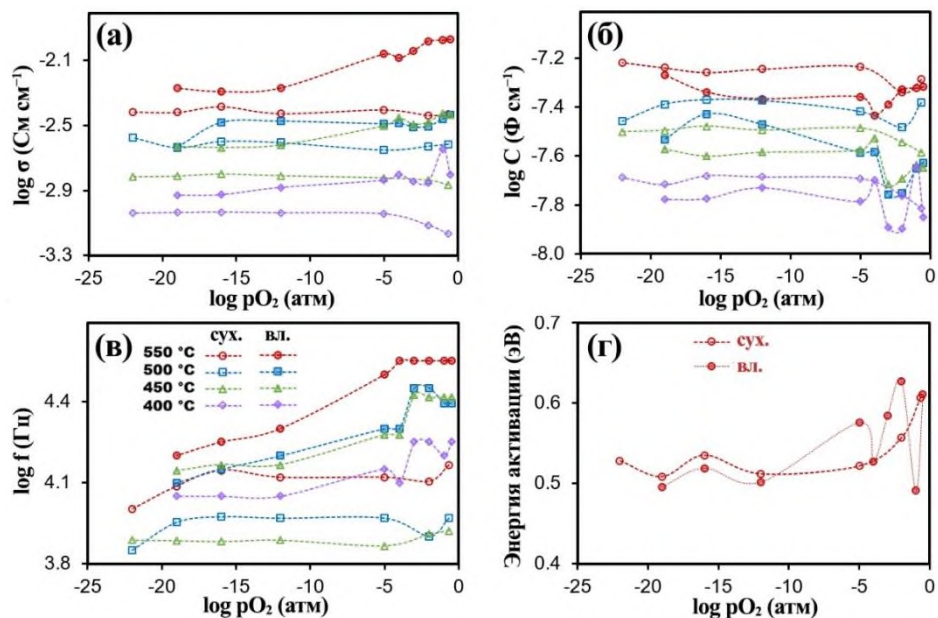 (а)
(б)
log σ (См см⁻¹)
-2.1
-2.5
-2.9
-3.3
-25 -20 -15 -10 -5 0
log pO₂ (атм)
log C (Ф см⁻¹)
-7.2
-7.4
-7.6
-7.8
-8.0
-25 -20 -15 -10 -5 0
log pO₂ (атм)
(в)
сух. вл.
550 °C
500 °C
450 °C
400 °C
log f (Гц)
4.4
4.1
3.8
-25 -20 -15 -10 -5 0
log pO₂ (атм)
(г)
сух.
вл.
Энергия активации (эВ)
0.7
0.6
0.5
0.4
-25 -20 -15 -10 -5 0
log pO₂ (атм)